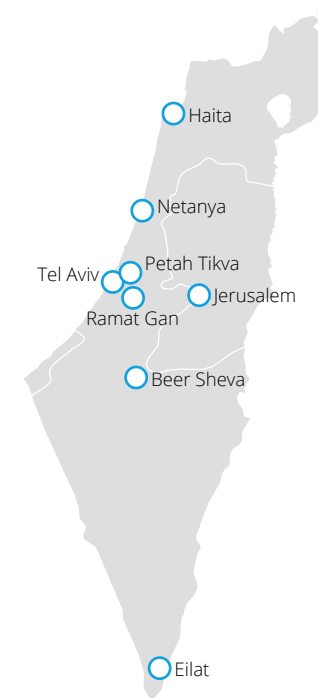 Haita
Netanya
Petah Tikva
Tel Aviv
Jerusalem
Ramat Gan
Beer Sheva
Eilat